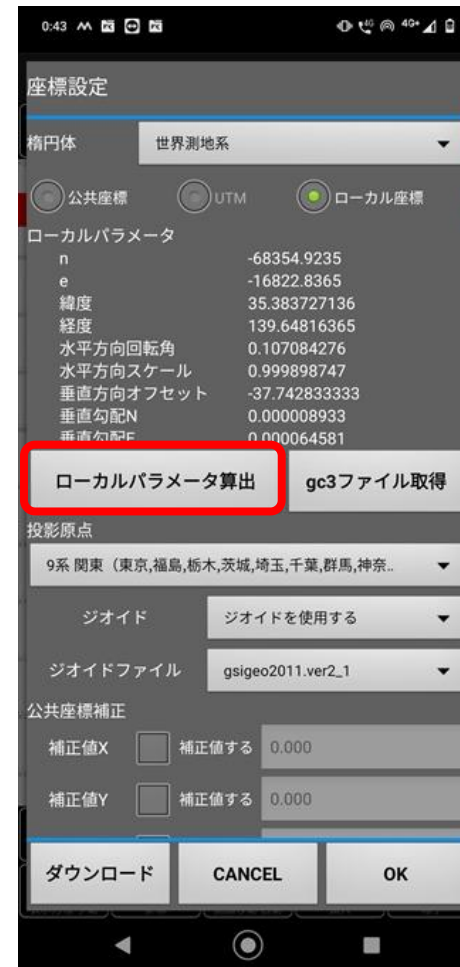 0:43
4G 4G+
座標設定
楕円体 世界測地系
公共座標 UTM ローカル座標
ローカルパラメータ
n -68354.9235
e -16822.8365
緯度 35.383727136
経度 139.64816365
水平方向回転角 0.107084276
水平方向スケール 0.999898747
垂直方向オフセット -37.742833333
垂直勾配N 0.000008933
垂直勾配E 0.000064581
ローカルパラメータ算出 gc3ファイル取得
投影原点
9系 関東（東京,福島,栃木,茨城,埼玉,千葉,群馬,神奈..
ジオイド ジオイドを使用する
ジオイドファイル gsigeo2011.ver2_1
公共座標補正
補正値X 補正値する 0.000
補正値Y 補正値する 0.000
ダウンロード CANCEL OK